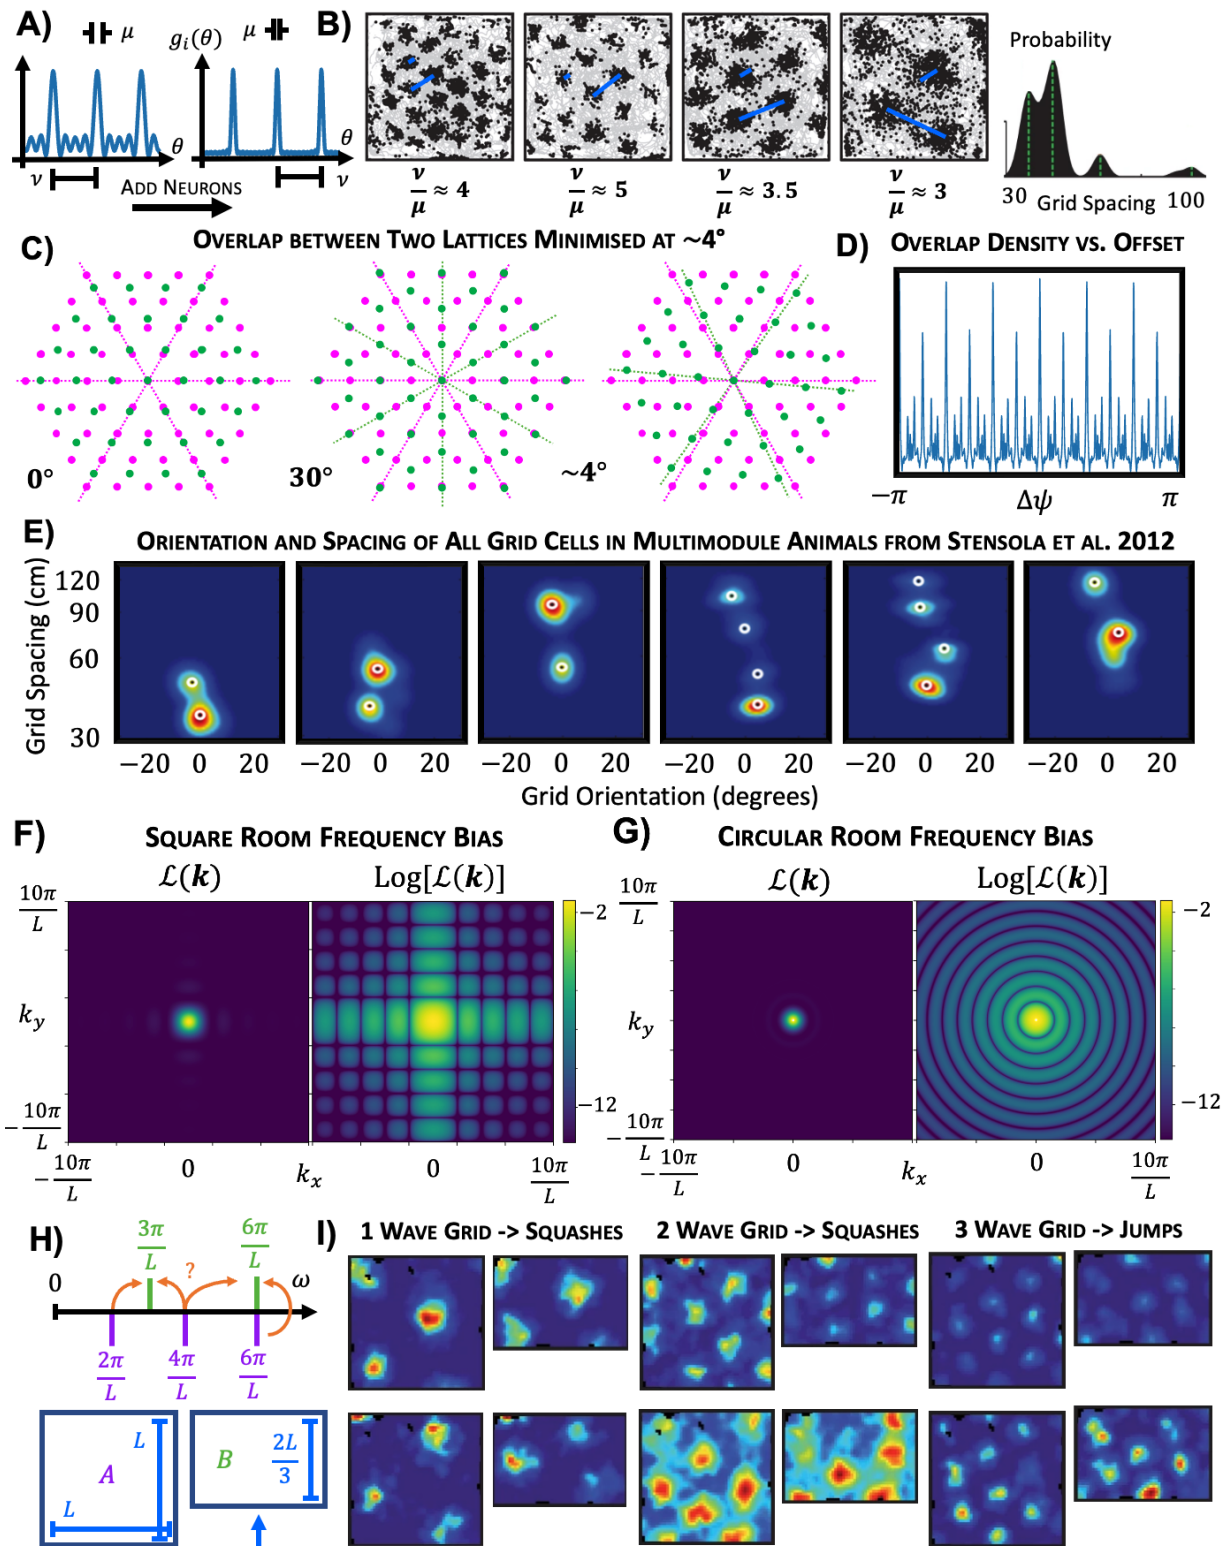 A)
μ
g_i(θ)
μ
θ
θ
ν
ν
ADD NEURONS
B)
ν/μ ≈ 4
ν/μ ≈ 5
ν/μ ≈ 3.5
ν/μ ≈ 3
Probability
30
100
Grid Spacing
C)
OVERLAP BETWEEN TWO LATTICES MINIMISED AT ~4°
0°
30°
~4°
D)
OVERLAP DENSITY VS. OFFSET
−π
Δψ
π
E)
ORIENTATION AND SPACING OF ALL GRID CELLS IN MULTIMODULE ANIMALS FROM STENSOLA ET AL. 2012
Grid Spacing (cm)
120
90
60
30
−20 0 20
−20 0 20
−20 0 20
−20 0 20
−20 0 20
−20 0 20
Grid Orientation (degrees)
F)
SQUARE ROOM FREQUENCY BIAS
ℒ(k)
Log[ℒ(k)]
10π/L
k_y
−10π/L
−10π/L
0
k_x
0
10π/L
−2
−12
G)
CIRCULAR ROOM FREQUENCY BIAS
ℒ(k)
Log[ℒ(k)]
10π/L
k_y
−10π/L
−10π/L
0
k_x
0
10π/L
−2
−12
H)
3π/L
6π/L
0
?
ω
2π/L
4π/L
6π/L
A
L
L
B
2L/3
I)
1 WAVE GRID -> SQUASHES
2 WAVE GRID -> SQUASHES
3 WAVE GRID -> JUMPS